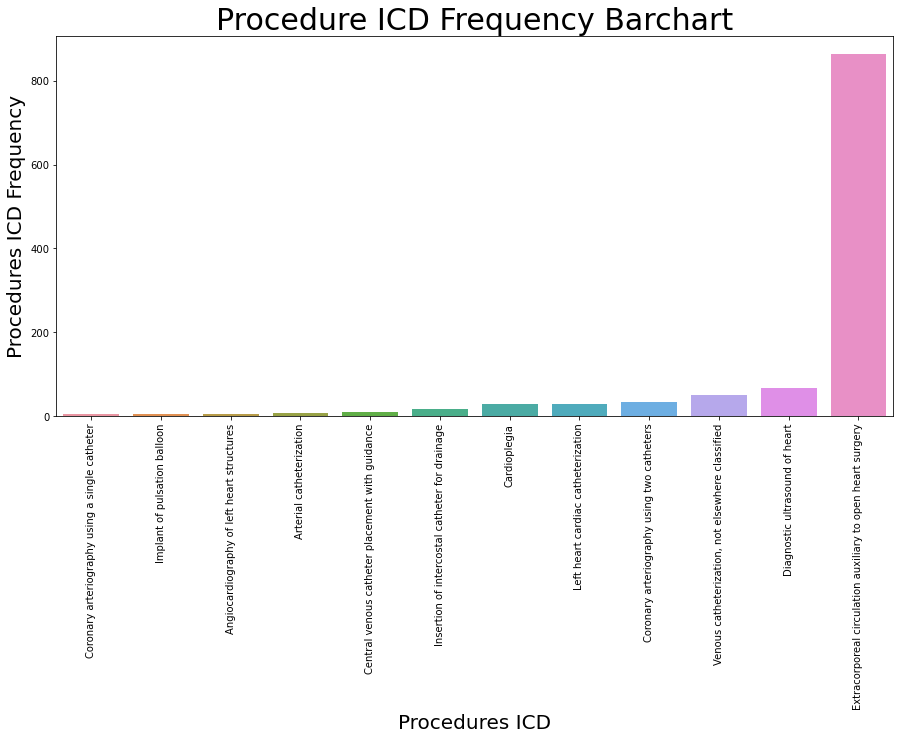 Procedure ICD Frequency Barchart
Procedures ICD Frequency
800
600
400
200
0
Coronary arteriography using a single catheter
Implant of pulsation balloon
Angiocardiography of left heart structures
Arterial catheterization
Central venous catheter placement with guidance
Insertion of intercostal catheter for drainage
Cardioplegia
Left heart cardiac catheterization
Coronary arteriography using two catheters
Venous catheterization, not elsewhere classified
Diagnostic ultrasound of heart
Extracorporeal circulation auxiliary to open heart surgery
Procedures ICD